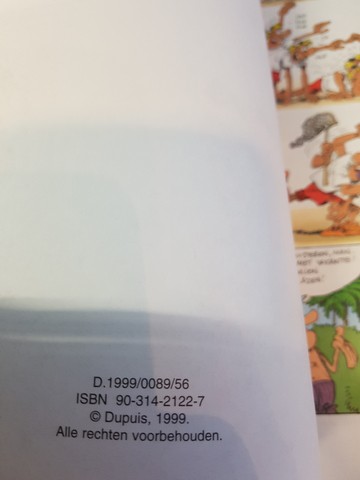 D.1999/0089/56
ISBN 90-314-2122-7
© Dupuis, 1999.
Alle rechten voorbehouden.